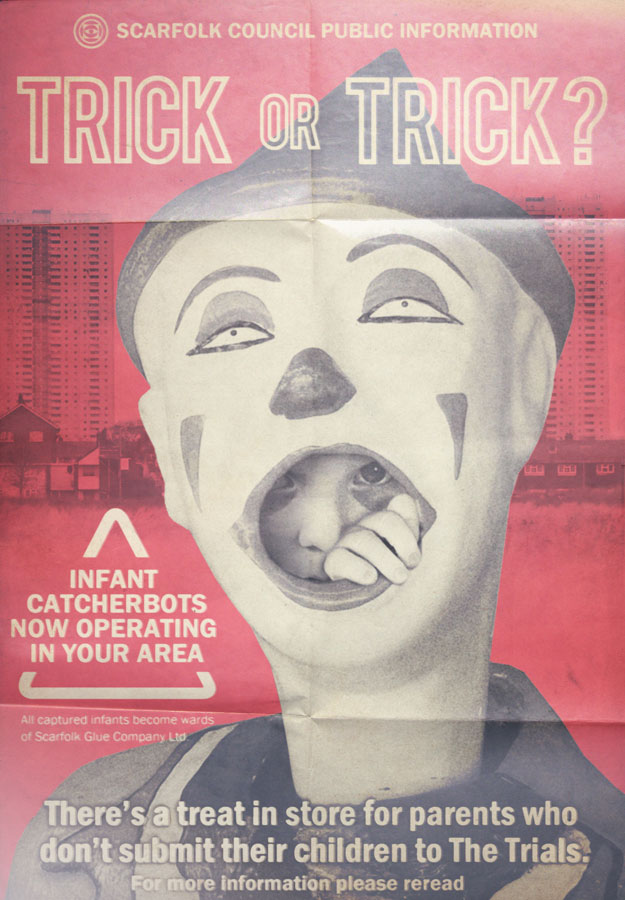 SCARFOLK COUNCIL PUBLIC INFORMATION
TRICK OR TRICK?
INFANT
CATCHERBOTS
NOW OPERATING
IN YOUR AREA
All captured infants become wards
of Scarfolk Glue Company Ltd.
There's a treat in store for parents who
don't submit their children to The Trials.
For more information please reread